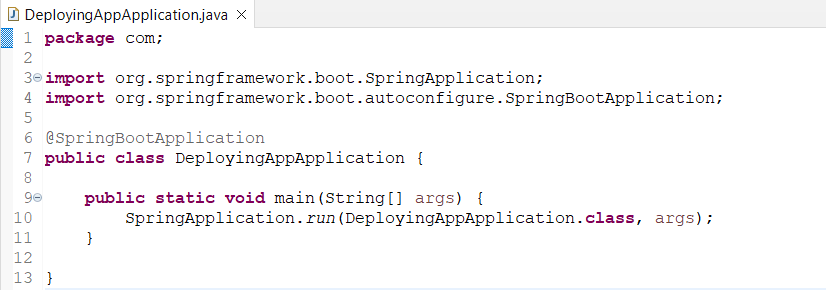 DeployingAppApplication.java
1 package com;
2
3 import org.springframework.boot.SpringApplication;
4 import org.springframework.boot.autoconfigure.SpringBootApplication;
5
6 @SpringBootApplication
7 public class DeployingAppApplication {
8
9     public static void main(String[] args) {
10         SpringApplication.run(DeployingAppApplication.class, args);
11     }
12
13 }